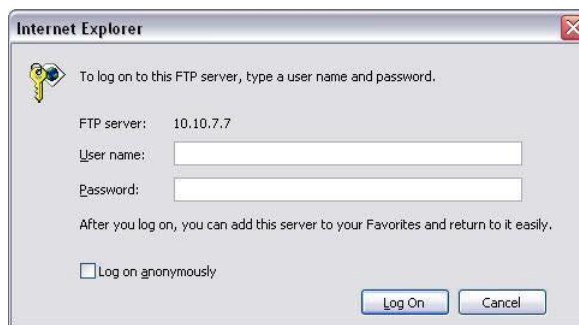 Internet Explorer
To log on to this FTP server, type a user name and password.
FTP server: 10.10.7.7
User name:
Password:
After you log on, you can add this server to your Favorites and return to it easily.
Log on anonymously
Log On Cancel